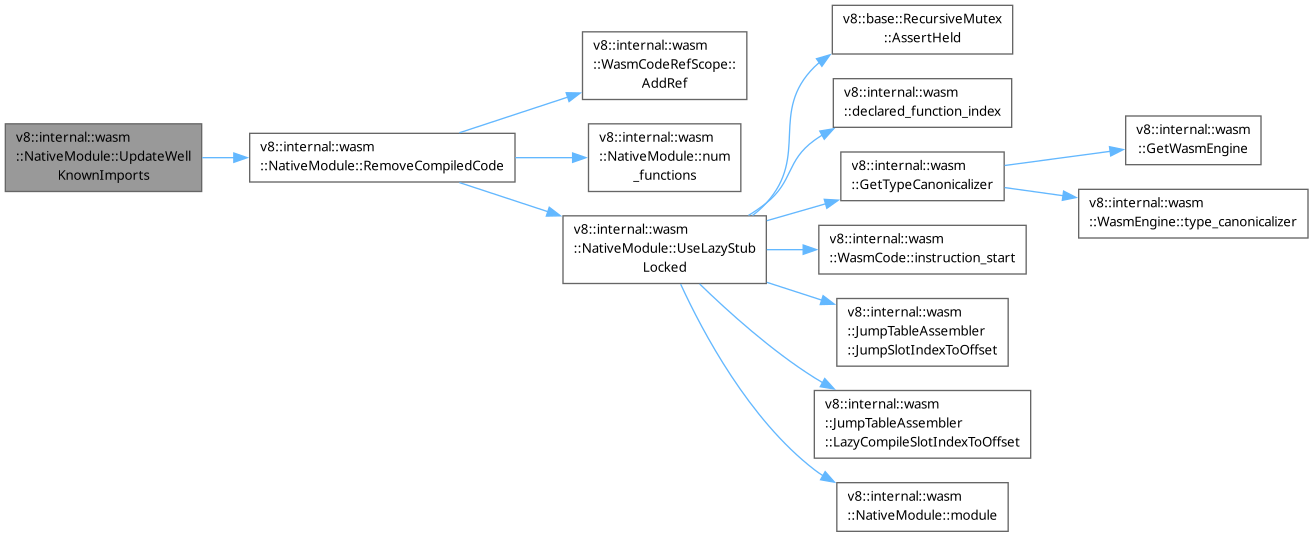 v8::internal::wasm
::NativeModule::UpdateWell
KnownImports
v8::internal::wasm
::NativeModule::RemoveCompiledCode
v8::internal::wasm
::WasmCodeRefScope::
AddRef
v8::internal::wasm
::NativeModule::num
_functions
v8::internal::wasm
::NativeModule::UseLazyStub
Locked
v8::base::RecursiveMutex
::AssertHeld
v8::internal::wasm
::declared_function_index
v8::internal::wasm
::GetTypeCanonicalizer
v8::internal::wasm
::GetWasmEngine
v8::internal::wasm
::WasmEngine::type_canonicalizer
v8::internal::wasm
::WasmCode::instruction_start
v8::internal::wasm
::JumpTableAssembler
::JumpSlotIndexToOffset
v8::internal::wasm
::JumpTableAssembler
::LazyCompileSlotIndexToOffset
v8::internal::wasm
::NativeModule::module